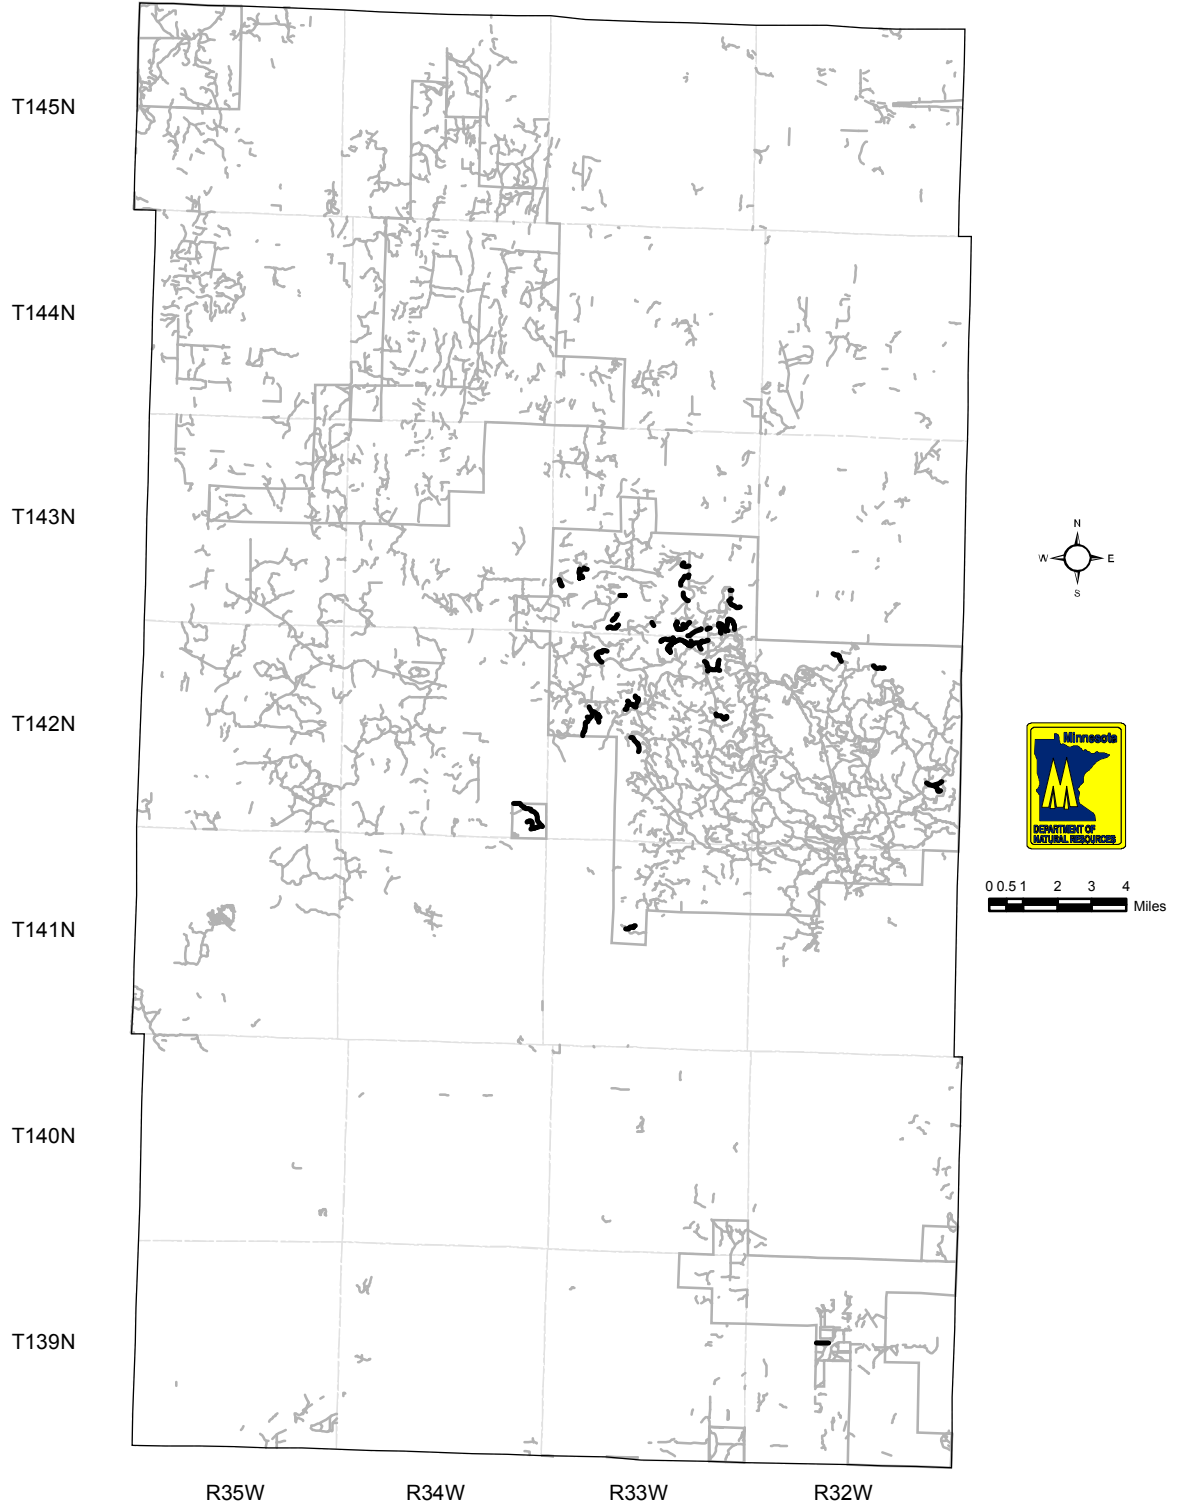 T145N
T144N
T143N
N
W E
S
T142N
Minnesota
DEPARTMENT OF
NATURAL RESOURCES
0 0.5 1 2 3 4
Miles
T141N
T140N
T139N
R35W R34W R33W R32W